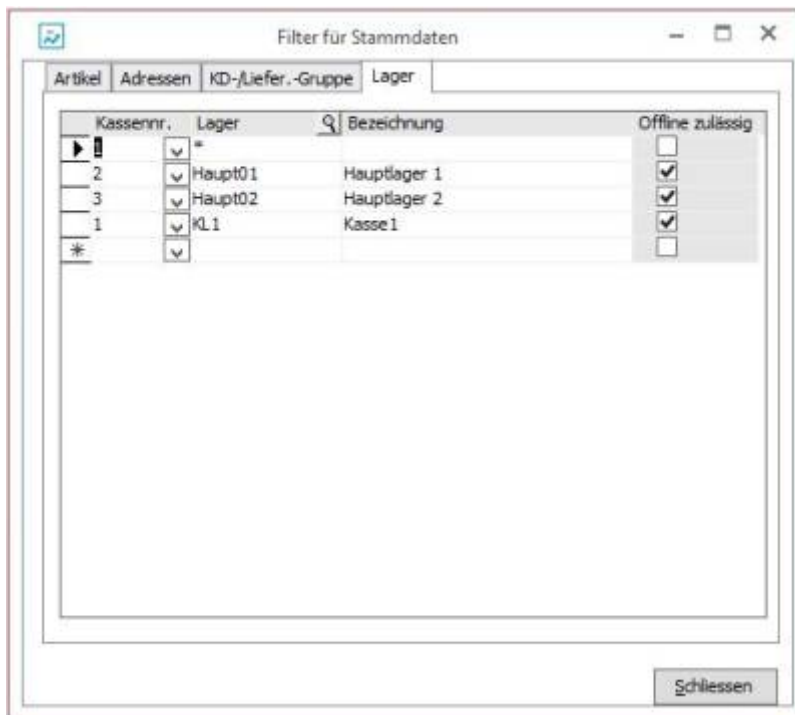 Filter für Stammdaten
Artikel Adressen KD-/Liefer.-Gruppe Lager
Kassennr. Lager Bezeichnung Offline zulässig
1 *
2 Haupt01 Hauptlager 1
3 Haupt02 Hauptlager 2
1 KL1 Kasse1
*
Schliessen